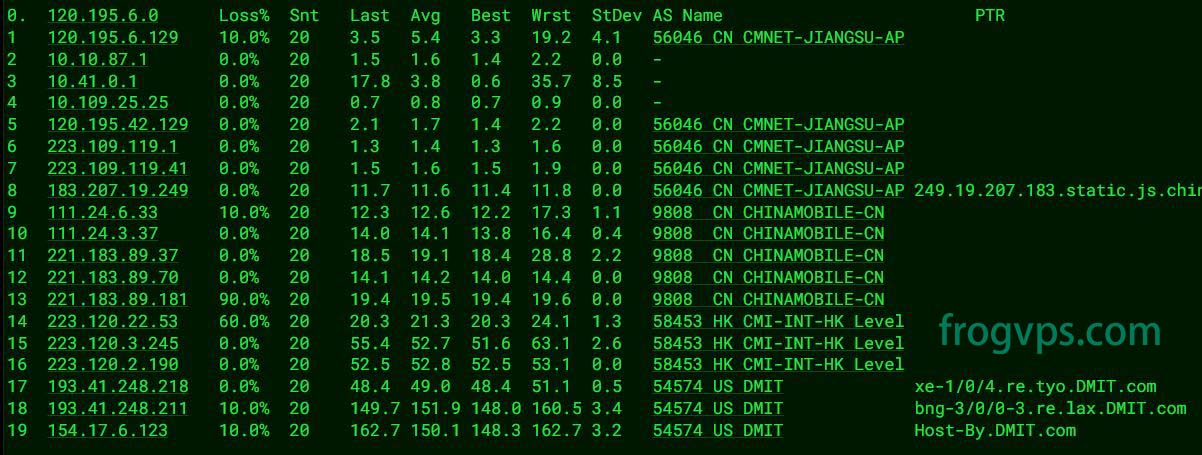 0. 120.195.6.0 Loss% Snt Last Avg Best Wrst StDev AS Name PTR
1 120.195.6.129 10.0% 20 3.5 5.4 3.3 19.2 4.1 56046 CN CMNET-JIANGSU-AP
2 10.10.87.1 0.0% 20 1.5 1.6 1.4 2.2 0.0 -
3 10.41.0.1 0.0% 20 17.8 3.8 0.6 35.7 8.5 -
4 10.109.25.25 0.0% 20 0.7 0.8 0.7 0.9 0.0 -
5 120.195.42.129 0.0% 20 2.1 1.7 1.4 2.2 0.0 56046 CN CMNET-JIANGSU-AP
6 223.109.119.1 0.0% 20 1.3 1.4 1.3 1.6 0.0 56046 CN CMNET-JIANGSU-AP
7 223.109.119.41 0.0% 20 1.5 1.6 1.5 1.9 0.0 56046 CN CMNET-JIANGSU-AP
8 183.207.19.249 0.0% 20 11.7 11.6 11.4 11.8 0.0 56046 CN CMNET-JIANGSU-AP 249.19.207.183.static.js.chin
9 111.24.6.33 10.0% 20 12.3 12.6 12.2 17.3 1.1 9808 CN CHINAMOBILE-CN
10 111.24.3.37 0.0% 20 14.0 14.1 13.8 16.4 0.4 9808 CN CHINAMOBILE-CN
11 221.183.89.37 0.0% 20 18.5 19.1 18.4 28.8 2.2 9808 CN CHINAMOBILE-CN
12 221.183.89.70 0.0% 20 14.1 14.2 14.0 14.4 0.0 9808 CN CHINAMOBILE-CN
13 221.183.89.181 90.0% 20 19.4 19.5 19.4 19.6 0.0 9808 CN CHINAMOBILE-CN
14 223.120.22.53 60.0% 20 20.3 21.3 20.3 24.1 1.3 58453 HK CMI-INT-HK Level
frogvps.com
15 223.120.3.245 0.0% 20 55.4 52.7 51.6 63.1 2.6 58453 HK CMI-INT-HK Level
16 223.120.2.190 0.0% 20 52.5 52.8 52.5 53.1 0.0 58453 HK CMI-INT-HK Level
17 193.41.248.218 0.0% 20 48.4 49.0 48.4 51.1 0.5 54574 US DMIT xe-1/0/4.re.tyo.DMIT.com
18 193.41.248.211 10.0% 20 149.7 151.9 148.0 160.5 3.4 54574 US DMIT bng-3/0/0-3.re.lax.DMIT.com
19 154.17.6.123 10.0% 20 162.7 150.1 148.3 162.7 3.2 54574 US DMIT Host-By.DMIT.com